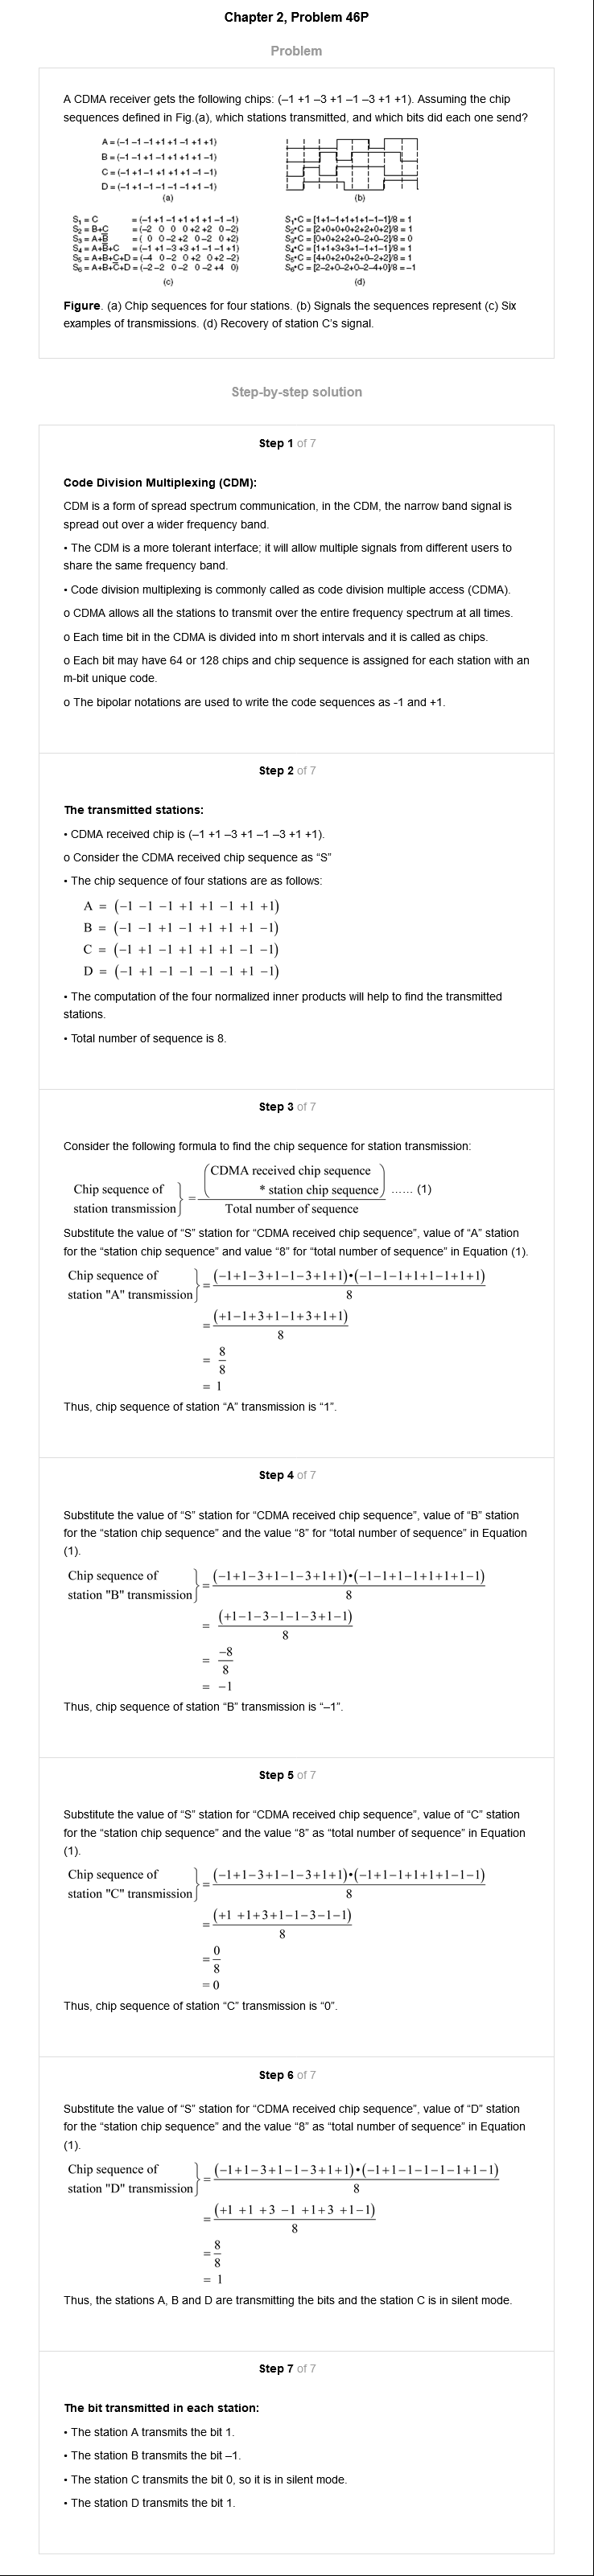 Chapter 2, Problem 46P
Problem
A CDMA receiver gets the following chips: (–1 +1 –3 +1 –1 –3 +1 +1). Assuming the chip
sequences defined in Fig.(a), which stations transmitted, and which bits did each one send?
A = (–1 –1 –1 +1 +1 –1 +1 +1)
B = (–1 –1 +1 –1 +1 +1 +1 –1)
C = (–1 +1 –1 +1 +1 +1 –1 –1)
D = (–1 +1 –1 –1 –1 –1 +1 –1)
(a)
(b)
S₁ = C = (–1 +1 –1 +1 +1 +1 –1 –1)
S₂ = B+C = (–2 0 0 0 +2 +2 0 –2)
S₃ = A+B̅ = ( 0 0 –2 +2 0 –2 0 +2)
S₄ = A+B̅+C = (–1 +1 –3 +3 +1 –1 –1 +1)
S₅ = A+B+C+D = (–4 0 –2 0 +2 0 +2 –2)
S₆ = A+B+C̅+D = (–2 –2 0 –2 0 –2 +4 0)
(c)
S₁•C = [1+1–1+1+1+1–1–1]/8 = 1
S₂•C = [2+0+0+0+2+2+0+2]/8 = 1
S₃•C = [0+0+2+2+0–2+0–2]/8 = 0
S₄•C = [1+1+3+3+1–1+1–1]/8 = 1
S₅•C = [4+0+2+0+2+0–2+2]/8 = 1
S₆•C = [2–2+0–2+0–2–4+0]/8 = –1
(d)
Figure. (a) Chip sequences for four stations. (b) Signals the sequences represent (c) Six
examples of transmissions. (d) Recovery of station C's signal.
Step-by-step solution
Step 1 of 7
Code Division Multiplexing (CDM):
CDM is a form of spread spectrum communication, in the CDM, the narrow band signal is
spread out over a wider frequency band.
• The CDM is a more tolerant interface; it will allow multiple signals from different users to
share the same frequency band.
• Code division multiplexing is commonly called as code division multiple access (CDMA).
o CDMA allows all the stations to transmit over the entire frequency spectrum at all times.
o Each time bit in the CDMA is divided into m short intervals and it is called as chips.
o Each bit may have 64 or 128 chips and chip sequence is assigned for each station with an
m-bit unique code.
o The bipolar notations are used to write the code sequences as -1 and +1.
Step 2 of 7
The transmitted stations:
• CDMA received chip is (–1 +1 –3 +1 –1 –3 +1 +1).
o Consider the CDMA received chip sequence as “S”
• The chip sequence of four stations are as follows:
A = (−1 −1 −1 +1 +1 −1 +1 +1)
B = (−1 −1 +1 −1 +1 +1 +1 −1)
C = (−1 +1 −1 +1 +1 +1 −1 −1)
D = (−1 +1 −1 −1 −1 −1 +1 −1)
• The computation of the four normalized inner products will help to find the transmitted
stations.
• Total number of sequence is 8.
Step 3 of 7
Consider the following formula to find the chip sequence for station transmission:
Chip sequence of
station transmission} = (CDMA received chip sequence
* station chip sequence) ...... (1)
Total number of sequence
Substitute the value of “S” station for “CDMA received chip sequence”, value of “A” station
for the “station chip sequence” and value “8” for “total number of sequence” in Equation (1).
Chip sequence of
station "A" transmission} = (−1+1−3+1−1−3+1+1)•(−1−1−1+1+1−1+1+1)
8
= (+1−1+3+1−1+3+1+1)
8
= 8
8
= 1
Thus, chip sequence of station “A” transmission is “1”.
Step 4 of 7
Substitute the value of “S” station for “CDMA received chip sequence”, value of “B” station
for the “station chip sequence” and the value “8” for “total number of sequence” in Equation
(1).
Chip sequence of
station "B" transmission} = (−1+1−3+1−1−3+1+1)•(−1−1+1−1+1+1+1−1)
8
= (+1−1−3−1−1−3+1−1)
8
= −8
8
= −1
Thus, chip sequence of station “B” transmission is “–1”.
Step 5 of 7
Substitute the value of “S” station for “CDMA received chip sequence”, value of “C” station
for the “station chip sequence” and the value “8” as “total number of sequence” in Equation
(1).
Chip sequence of
station "C" transmission} = (−1+1−3+1−1−3+1+1)•(−1+1−1+1+1+1−1−1)
8
= (+1 +1+3+1−1−3−1−1)
8
= 0
8
= 0
Thus, chip sequence of station “C” transmission is “0”.
Step 6 of 7
Substitute the value of “S” station for “CDMA received chip sequence”, value of “D” station
for the “station chip sequence” and the value “8” as “total number of sequence” in Equation
(1).
Chip sequence of
station "D" transmission} = (−1+1−3+1−1−3+1+1)•(−1+1−1−1−1−1+1−1)
8
= (+1 +1 +3 −1 +1+3 +1−1)
8
= 8
8
= 1
Thus, the stations A, B and D are transmitting the bits and the station C is in silent mode.
Step 7 of 7
The bit transmitted in each station:
• The station A transmits the bit 1.
• The station B transmits the bit –1.
• The station C transmits the bit 0, so it is in silent mode.
• The station D transmits the bit 1.